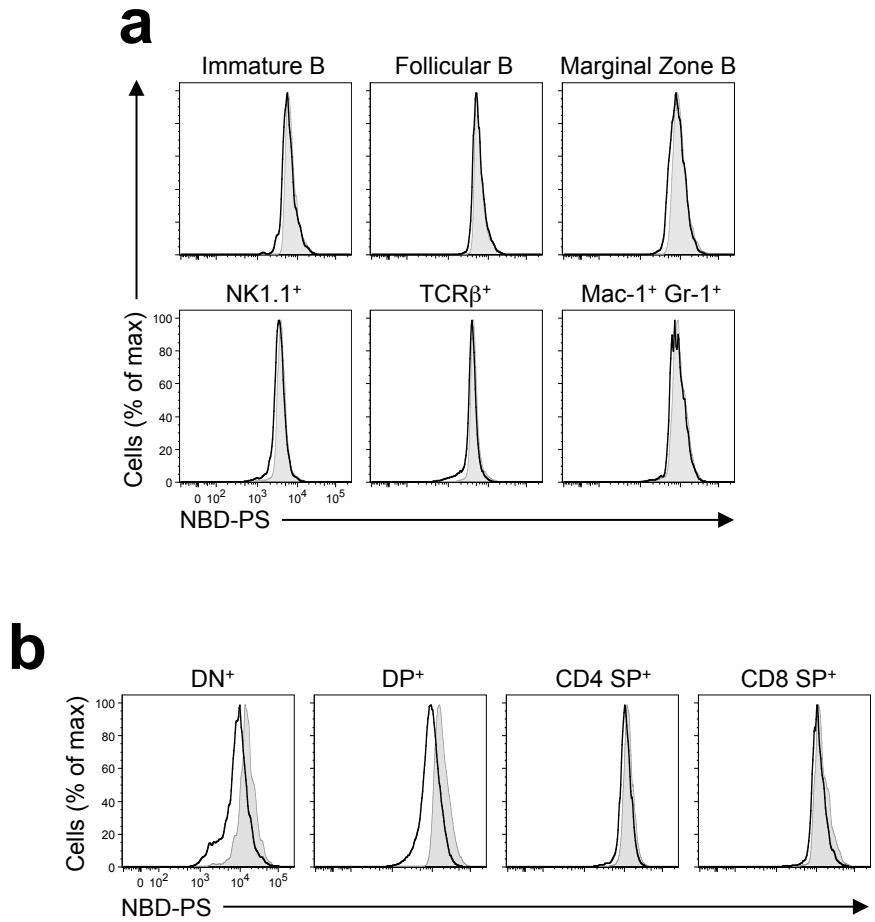 a
Immature B Follicular B Marginal Zone B
NK1.1⁺ TCRβ⁺ Mac-1⁺ Gr-1⁺
Cells (% of max)
100
80
60
40
20
0
0 10² 10³ 10⁴ 10⁵
NBD-PS
b
DN⁺ DP⁺ CD4 SP⁺ CD8 SP⁺
Cells (% of max)
100
80
60
40
20
0
0 10² 10³ 10⁴ 10⁵
NBD-PS